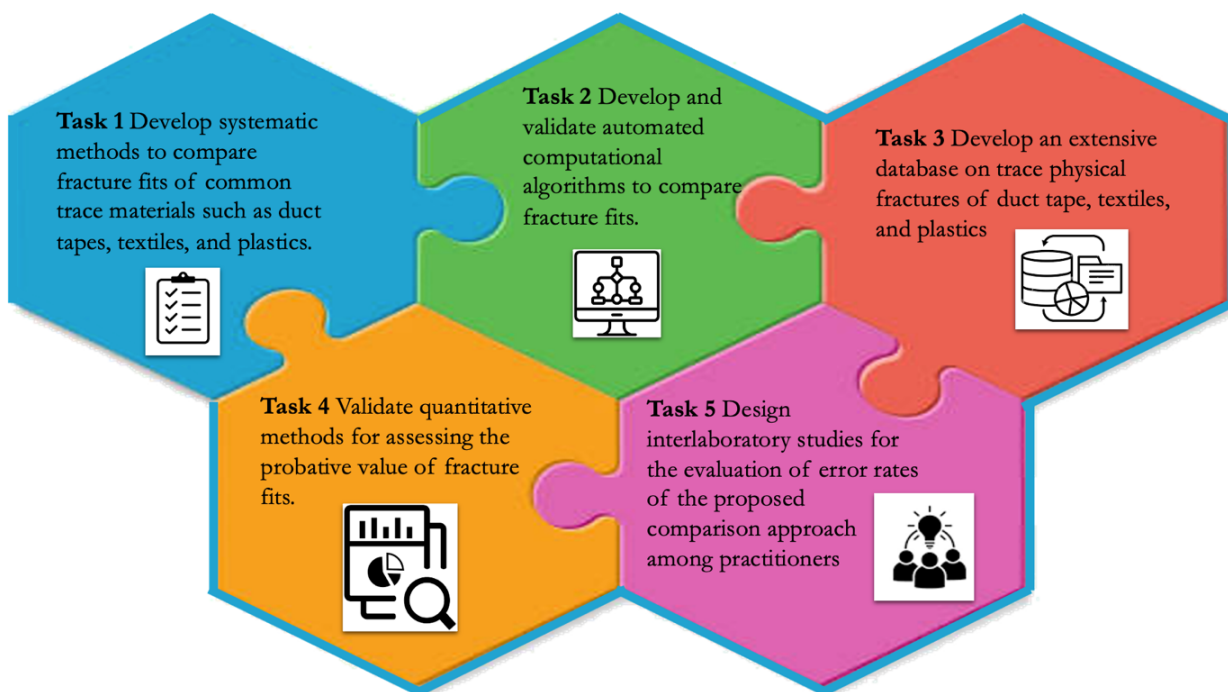 Task 1 Develop systematic
methods to compare
fracture fits of common
trace materials such as duct
tapes, textiles, and plastics.
Task 2 Develop and
validate automated
computational
algorithms to compare
fracture fits.
Task 3 Develop an extensive
database on trace physical
fractures of duct tape, textiles,
and plastics
Task 4 Validate quantitative
methods for assessing the
probative value of fracture
fits.
Task 5 Design
interlaboratory studies for
the evaluation of error rates
of the proposed
comparison approach
among practitioners